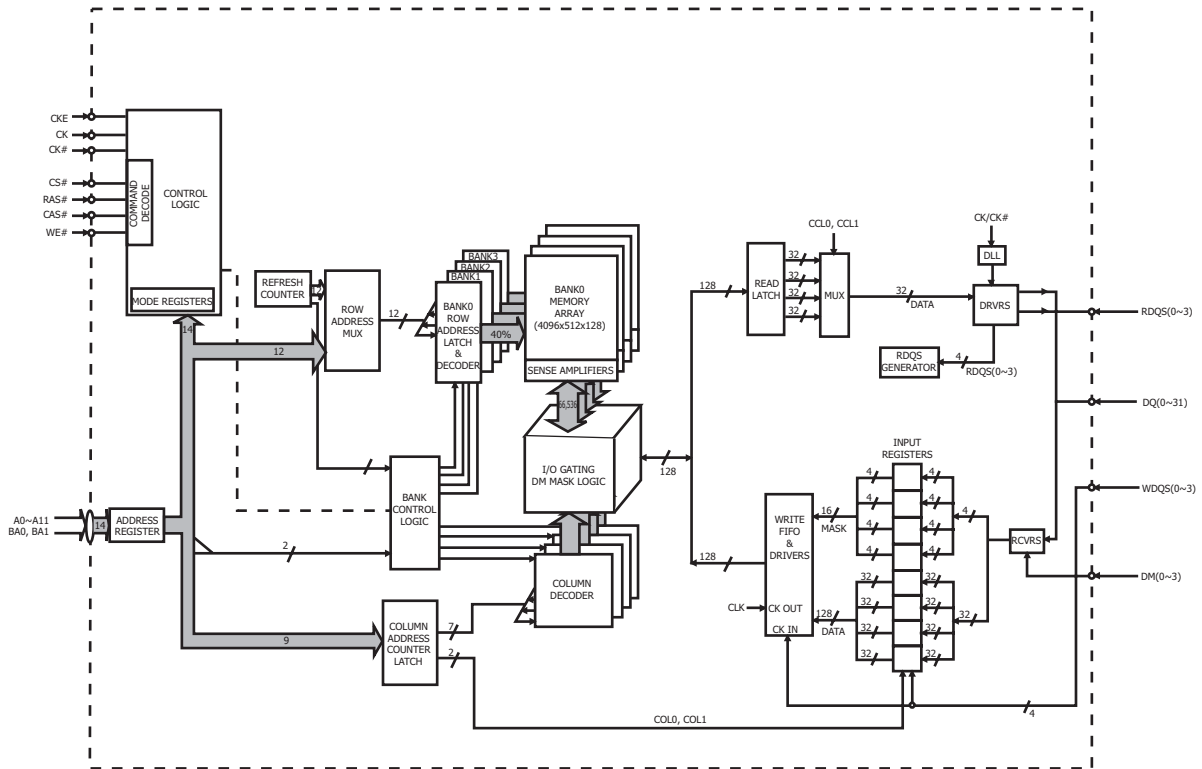 CKE
CK
CK#
CS#
RAS#
CAS#
WE#
COMMAND
DECODE
CONTROL
LOGIC
MODE REGISTERS
14
REFRESH
COUNTER
12
ROW
ADDRESS
MUX
12
12
BANK3
BANK2
BANK1
BANK0
ROW
ADDRESS
LATCH
&
DECODER
40%
BANK0
MEMORY
ARRAY
(4096x512x128)
SENSE AMPLIFIERS
66,536
I/O GATING
DM MASK LOGIC
128
BANK
CONTROL
LOGIC
A0~A11
BA0, BA1
14
ADDRESS
REGISTER
2
9
COLUMN
ADDRESS
COUNTER
LATCH
7
2
COLUMN
DECODER
COL0, COL1
128
READ
LATCH
32
32
32
32
CCL0, CCL1
MUX
32
DATA
CK/CK#
DLL
DRVRS
RDQS
GENERATOR
4
RDQS(0~3)
RDQS(0~3)
DQ(0~31)
WDQS(0~3)
DM(0~3)
RCVRS
INPUT
REGISTERS
4
4
4
4
4
4
4
4
4
32
32
32
32
32
32
32
32
32
16
MASK
128
DATA
WRITE
FIFO
&
DRIVERS
CK OUT
CK IN
CLK
128
4